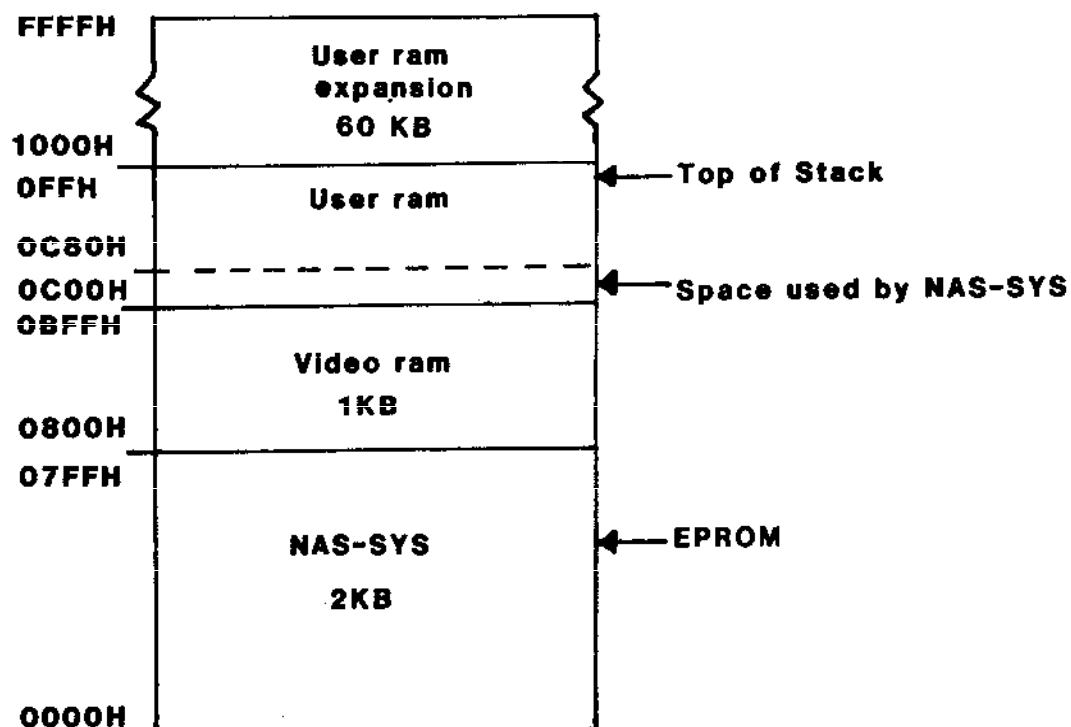 FFFFH
User ram
expansion
60 KB
1000H
Top of Stack
0FFH
User ram
0C80H
0C00H
Space used by NAS-SYS
0BFFH
Video ram
1KB
0800H
07FFH
EPROM
NAS-SYS
2KB
0000H